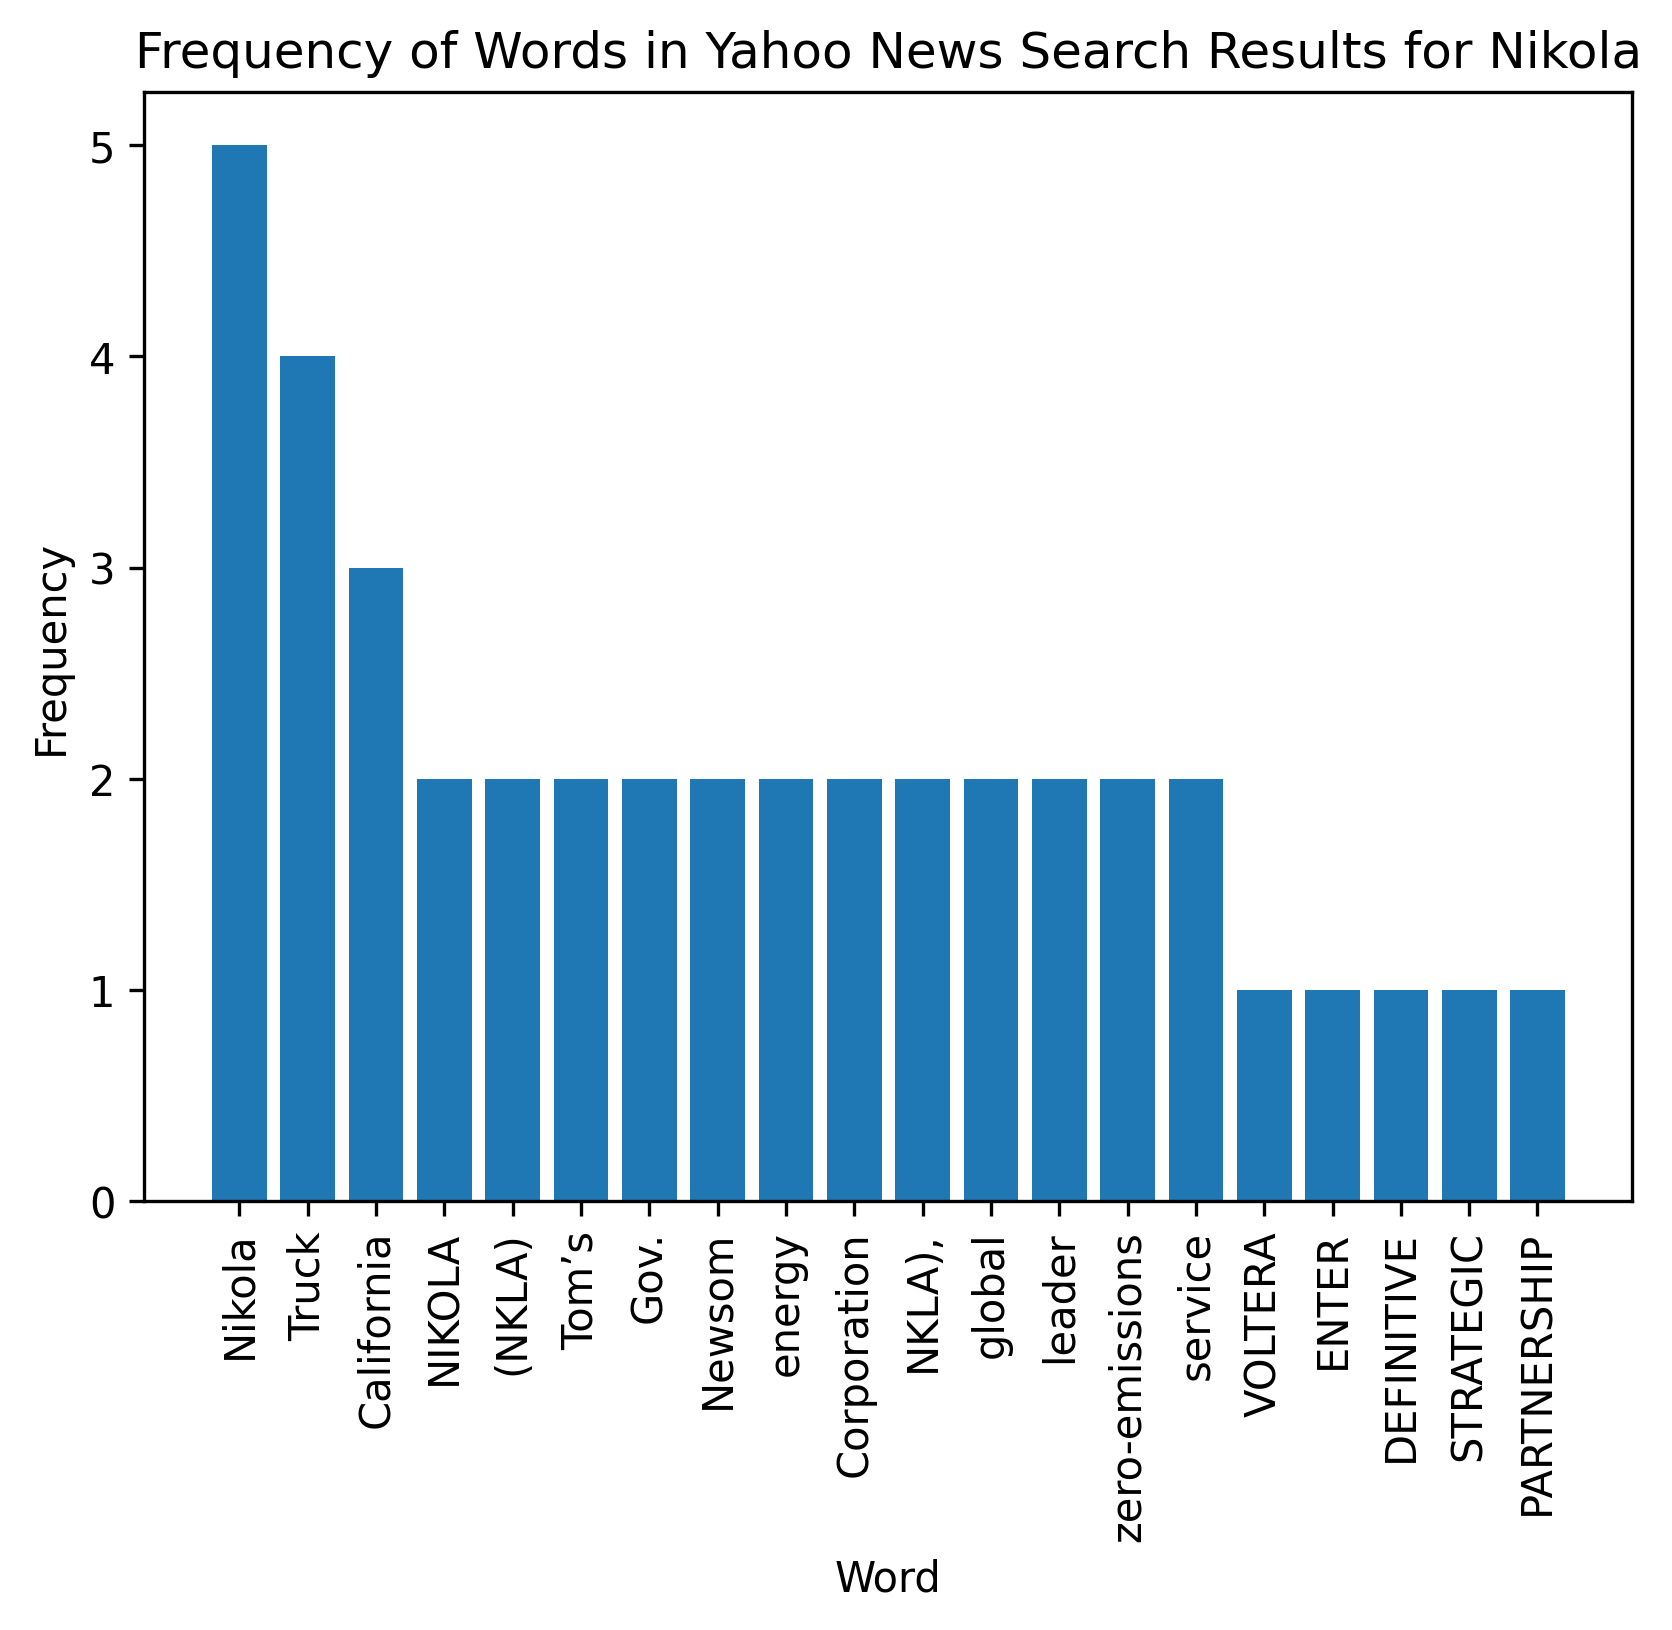 Frequency of Words in Yahoo News Search Results for Nikola
Frequency
5
4
3
2
1
0
Nikola
Truck
California
NIKOLA
(NKLA)
Tom’s
Gov.
Newsom
energy
Corporation
NKLA),
global
leader
zero-emissions
service
VOLTERA
ENTER
DEFINITIVE
STRATEGIC
PARTNERSHIP
Word